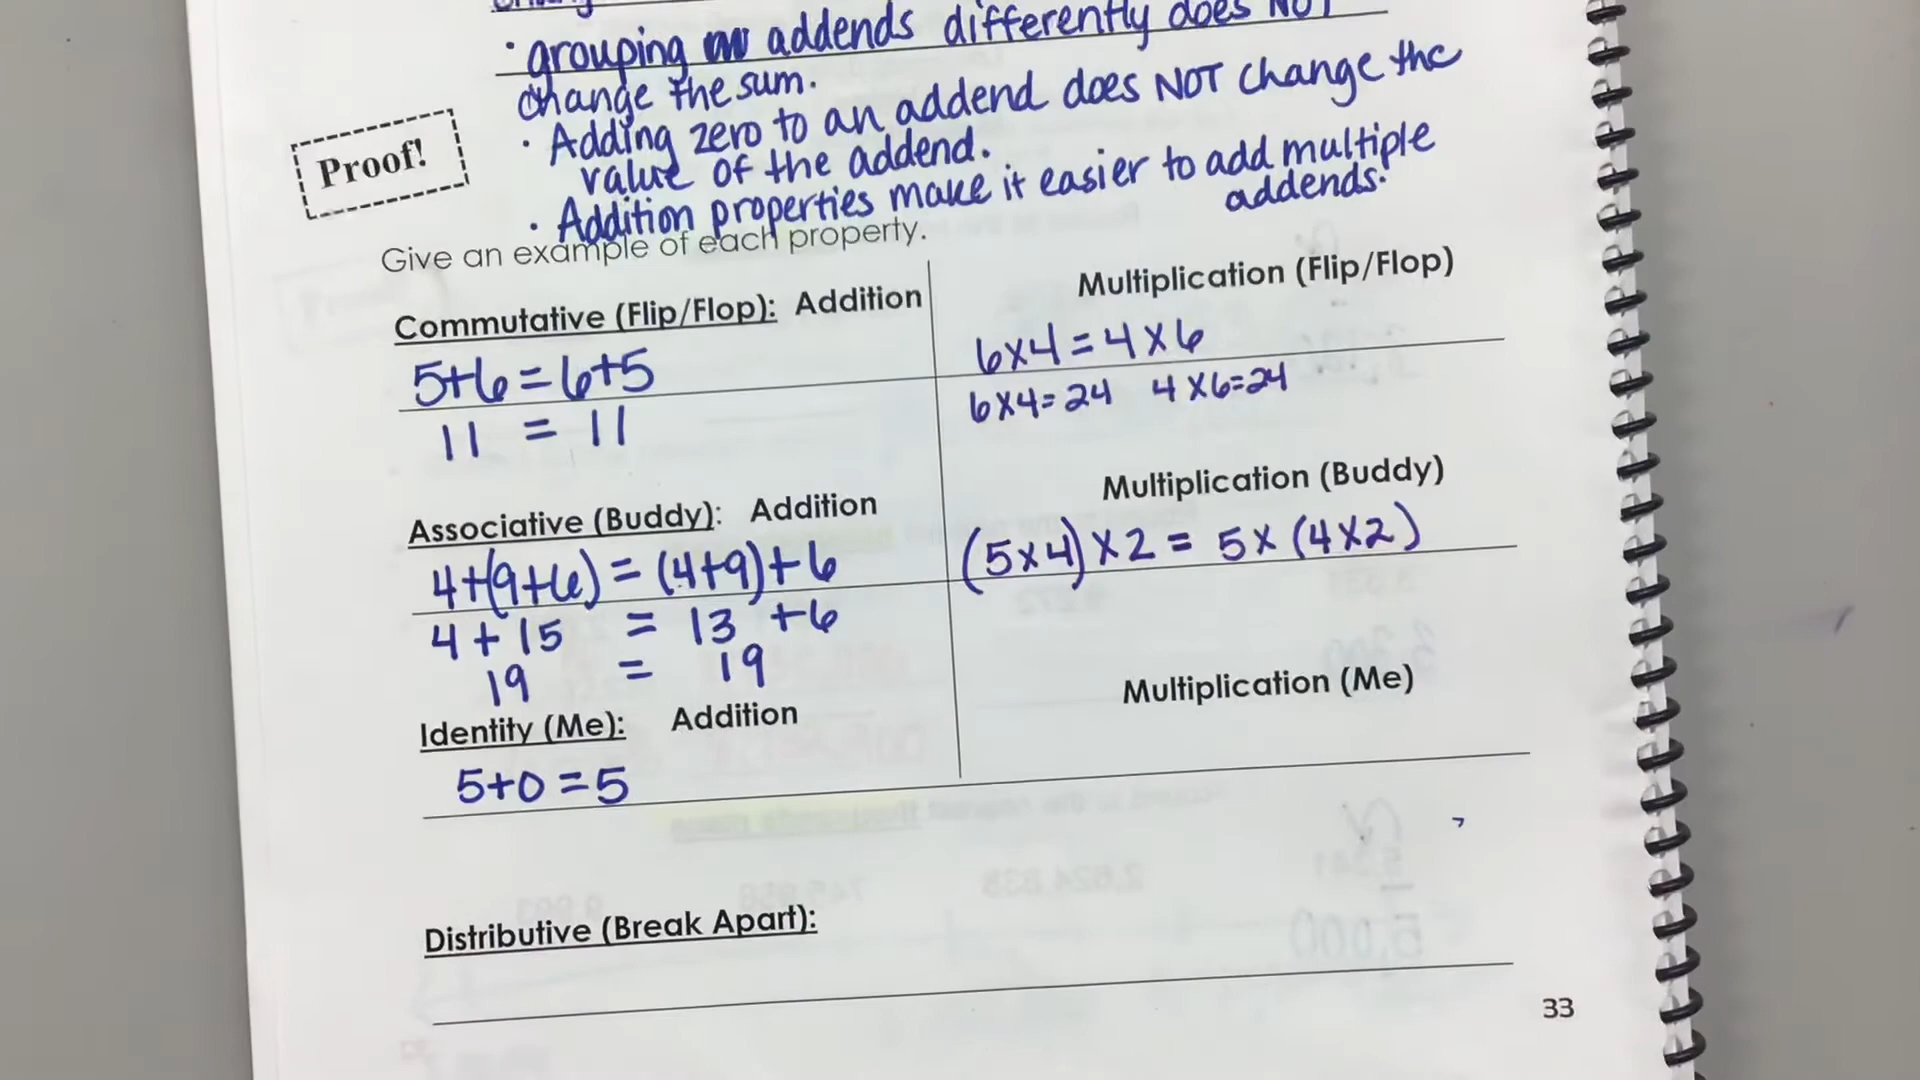 · grouping addends differently does NOT
change the sum.
· Adding zero to an addend does NOT change the
value of the addend.
· Addition properties make it easier to add multiple
addends.
Proof!
Give an example of each property.
Commutative (Flip/Flop): Addition
5+6=6+5
11 = 11
Multiplication (Flip/Flop)
6x4=4x6
6x4=24 4x6=24
Associative (Buddy): Addition
4+(9+6)=(4+9)+6
4+15 = 13+6
19 = 19
Multiplication (Buddy)
(5x4)x2= 5x(4x2)
Identity (Me): Addition
5+0=5
Multiplication (Me)
Distributive (Break Apart):
33